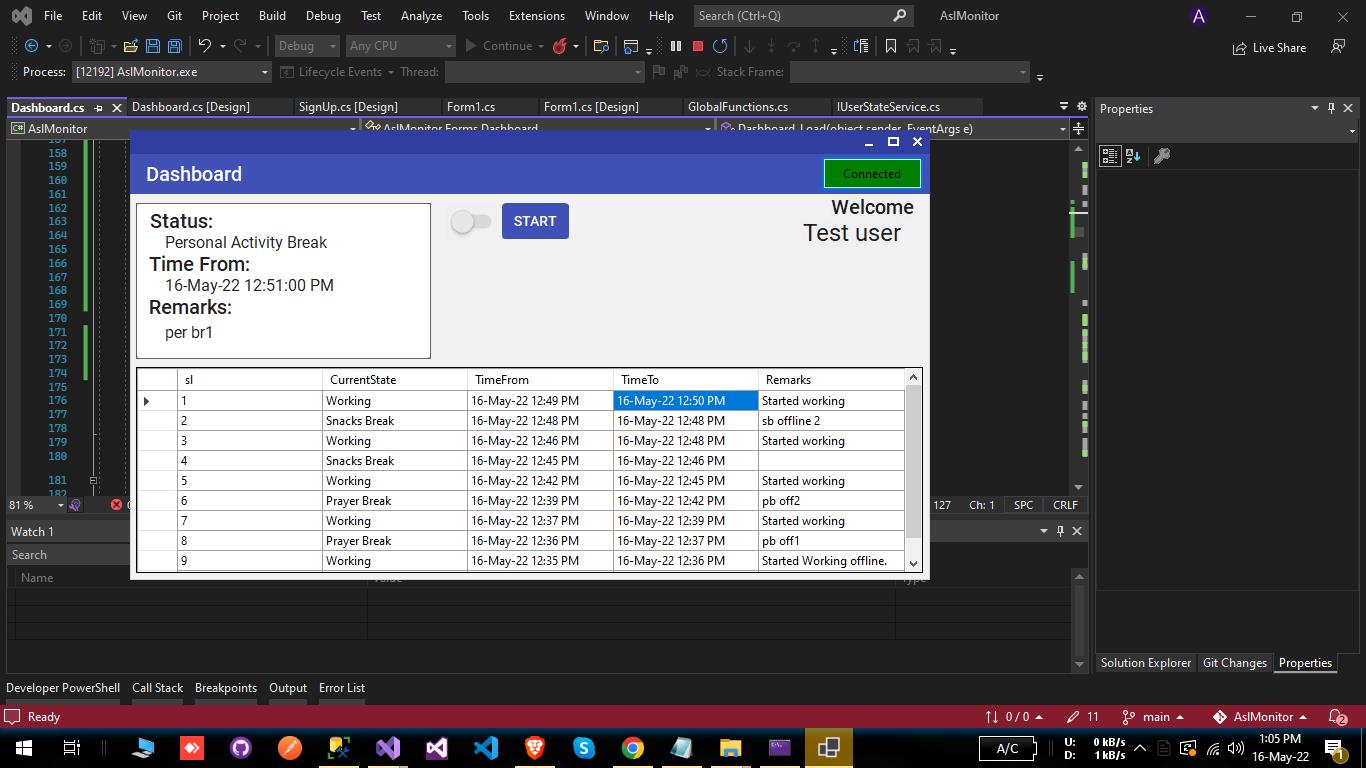 File Edit View Git Project Build Debug Test Analyze Tools Extensions Window Help Search (Ctrl+Q) AslMonitor A
Debug Any CPU Continue Live Share
Process: [12192] AslMonitor.exe Lifecycle Events Thread: Stack Frame:
Dashboard.cs Dashboard.cs [Design] SignUp.cs [Design] Form1.cs Form1.cs [Design] GlobalFunctions.cs IUserStateService.cs Properties
C# AslMonitor AslMonitor.Forms.Dashboard Dashboard_Load(object sender, EventArgs e)
157
158
159
160
161
162
163
164
165
166
167
168
169
170
171
172
173
174
175
176
177
178
179
180
181
182
Dashboard Connected
Status:
Personal Activity Break
Time From:
16-May-22 12:51:00 PM
Remarks:
per br1
START
Welcome
Test user
sl CurrentState TimeFrom TimeTo Remarks
1 Working 16-May-22 12:49 PM 16-May-22 12:50 PM Started working
2 Snacks Break 16-May-22 12:48 PM 16-May-22 12:48 PM sb offline 2
3 Working 16-May-22 12:46 PM 16-May-22 12:48 PM Started working
4 Snacks Break 16-May-22 12:45 PM 16-May-22 12:46 PM
5 Working 16-May-22 12:42 PM 16-May-22 12:45 PM Started working
6 Prayer Break 16-May-22 12:39 PM 16-May-22 12:42 PM pb off2
7 Working 16-May-22 12:37 PM 16-May-22 12:39 PM Started working
8 Prayer Break 16-May-22 12:36 PM 16-May-22 12:37 PM pb off1
9 Working 16-May-22 12:35 PM 16-May-22 12:36 PM Started Working offline.
81 % 127 Ch: 1 SPC CRLF
Watch 1
Search
Name Value Type
Solution Explorer Git Changes Properties
Developer PowerShell Call Stack Breakpoints Output Error List
Ready 0 / 0 11 main AslMonitor 2
A/C U: 0 kB/s 1:05 PM
D: 1 kB/s 16-May-22 1